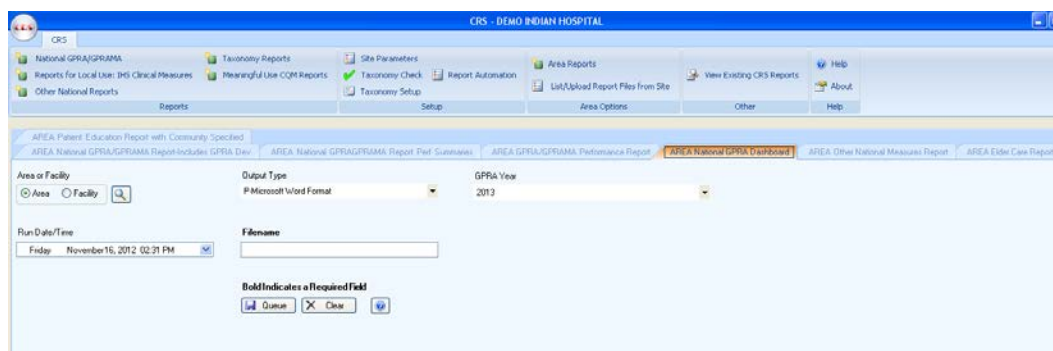 CRS - DEMO INDIAN HOSPITAL
CRS
CRS
National GPRA/GPRAMA
Taxonomy Reports
Site Parameters
Area Reports
Help
Reports for Local Use: IHS Clinical Measures
Meaningful Use CQM Reports
Taxonomy Check
Report Automation
List/Upload Report Files from Site
View Existing CRS Reports
About
Other National Reports
Taxonomy Setup
Reports
Setup
Area Options
Other
Help
AREA Patient Education Report with Community Specified
AREA National GPRA/GPRAMA Report-Includes GPRA Dev
AREA National GPRAGPRAMA Report Perf Summaries
AREA GPRA/GPRAMA Performance Report
AREA National GPRA Dashboard
AREA Other National Measures Report
AREA Elder Care Report
Area or Facility
Output Type
GPRA Year
Area
Facility
P-Microsoft Word Format
2013
Run Date/Time
Filename
Friday November 16, 2012 02:31 PM
Bold Indicates a Required Field
Queue
Clear